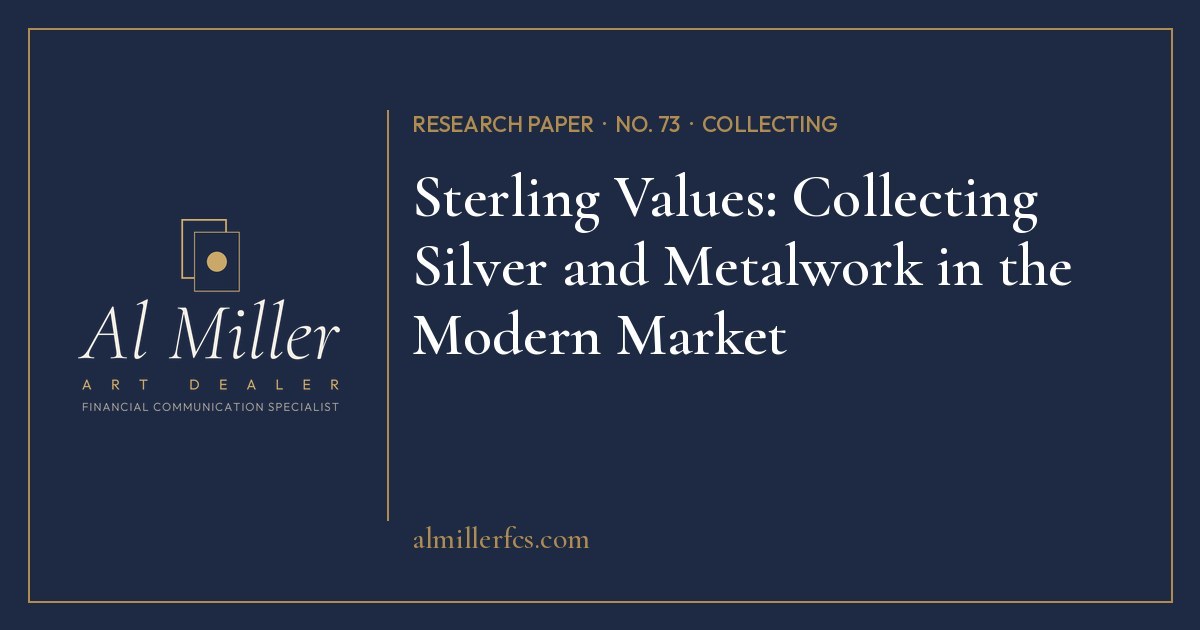 Al Miller
ART DEALER
FINANCIAL COMMUNICATION SPECIALIST
RESEARCH PAPER · NO. 73 · COLLECTING
Sterling Values: Collecting
Silver and Metalwork in the
Modern Market
almillerfcs.com